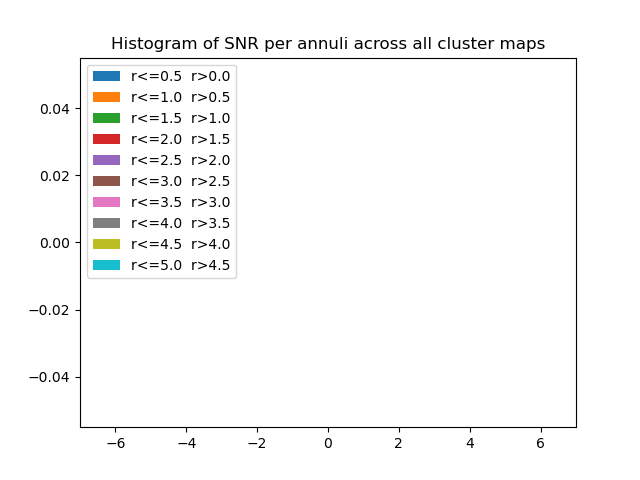 Histogram of SNR per annuli across all cluster maps
r<=0.5 r>0.0
r<=1.0 r>0.5
r<=1.5 r>1.0
r<=2.0 r>1.5
r<=2.5 r>2.0
r<=3.0 r>2.5
r<=3.5 r>3.0
r<=4.0 r>3.5
r<=4.5 r>4.0
r<=5.0 r>4.5
0.04
0.02
0.00
−0.02
−0.04
−6 −4 −2 0 2 4 6